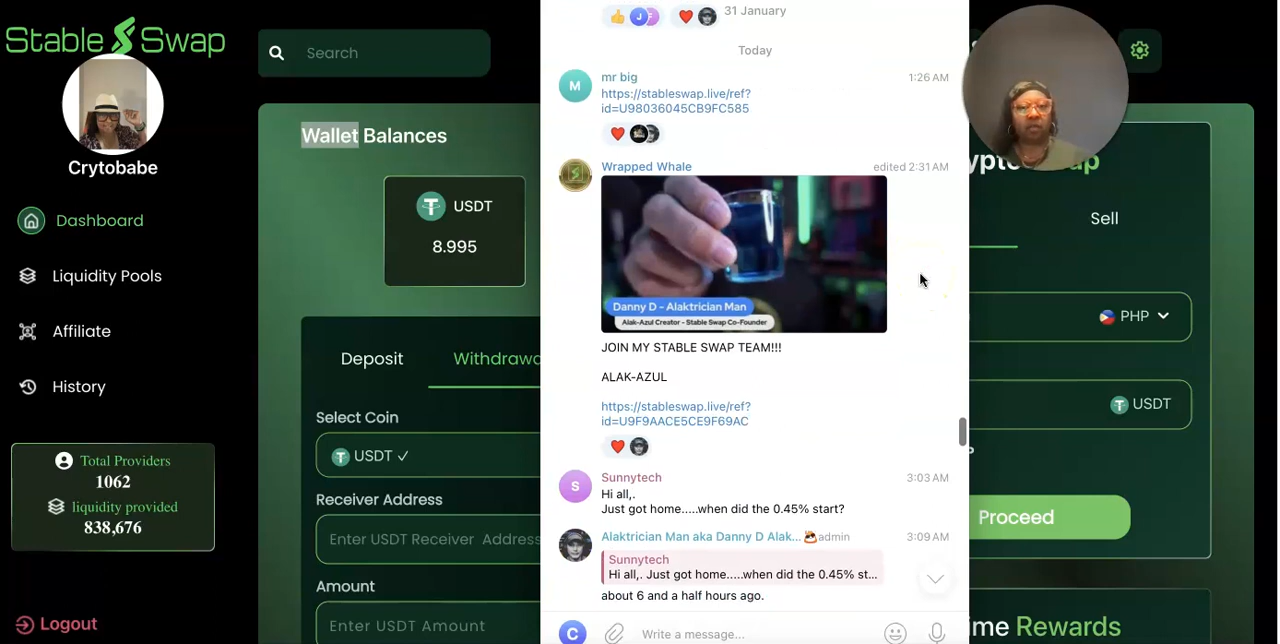 Stable Swap
Crytobabe
Dashboard
Liquidity Pools
Affiliate
History
Total Providers
1062
liquidity provided
838,676
Logout
Search
Wallet Balances
USDT
8.995
Deposit
Withdrawa
Select Coin
USDT ✓
Receiver Address
Enter USDT Receiver Address
Amount
Enter USDT Amount
J
31 January
Today
M
mr big
1:26 AM
https://stableswap.live/ref?
id=U98036045CB9FC585
Wrapped Whale
edited 2:31 AM
Danny D - Alaktrician Man
Alak-Azul Creator - Stable Swap Co-Founder
JOIN MY STABLE SWAP TEAM!!!
ALAK-AZUL
https://stableswap.live/ref?
id=U9F9AACE5CE9F69AC
S
Sunnytech
3:03 AM
Hi all,.
Just got home.....when did the 0.45% start?
Alaktrician Man aka Danny D Alak...
admin
3:09 AM
Sunnytech
Hi all,. Just got home.....when did the 0.45% st...
about 6 and a half hours ago.
C
Write a message...
Sell
PHP
USDT
Proceed
ime Rewards